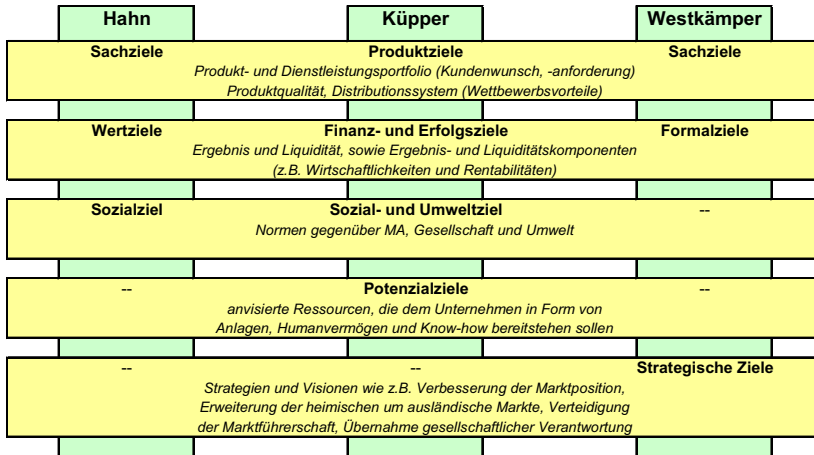 Hahn Küpper Westkämper
Sachziele Produktziele Sachziele
Produkt- und Dienstleistungsportfolio (Kundenwunsch, -anforderung)
Produktqualität, Distributionssystem (Wettbewerbsvorteile)
Wertziele Finanz- und Erfolgsziele Formalziele
Ergebnis und Liquidität, sowie Ergebnis- und Liquiditätskomponenten
(z.B. Wirtschaftlichkeiten und Rentabilitäten)
Sozialziel Sozial- und Umweltziel --
Normen gegenüber MA, Gesellschaft und Umwelt
-- Potenzialziele --
anvisierte Ressourcen, die dem Unternehmen in Form von
Anlagen, Humanvermögen und Know-how bereitstehen sollen
-- -- Strategische Ziele
Strategien und Visionen wie z.B. Verbesserung der Marktposition,
Erweiterung der heimischen um ausländische Markte, Verteidigung
der Marktführerschaft, Übernahme gesellschaftlicher Verantwortung